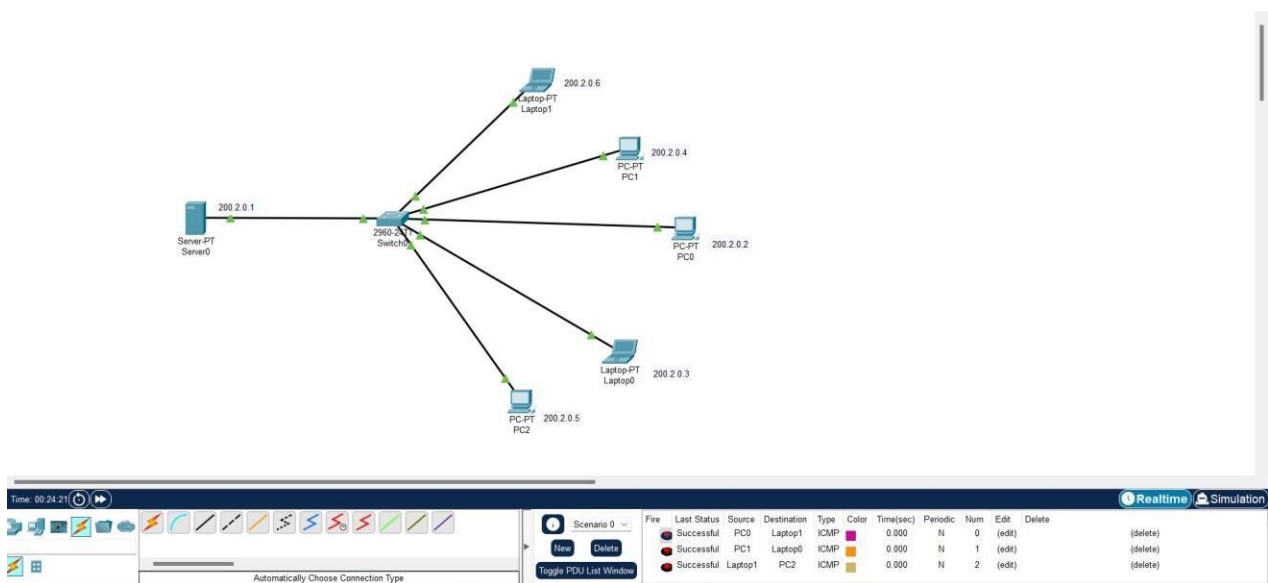 200.2.0.6
Laptop-PT
Laptop1
200.2.0.4
PC-PT
PC1
200.2.0.1
Server-PT
Server0
2960-24TT
Switch0
200.2.0.2
PC-PT
PC0
Laptop-PT
Laptop0
200.2.0.3
PC-PT
PC2
200.2.0.5
Time: 00:24:21
Realtime
Simulation
Scenario 0
New
Delete
Toggle PDU List Window
Automatically Choose Connection Type
Fire Last Status Source Destination Type Color Time(sec) Periodic Num Edit Delete
Successful PC0 Laptop1 ICMP 0.000 N 0 (edit) (delete)
Successful PC1 Laptop0 ICMP 0.000 N 1 (edit) (delete)
Successful Laptop1 PC2 ICMP 0.000 N 2 (edit) (delete)